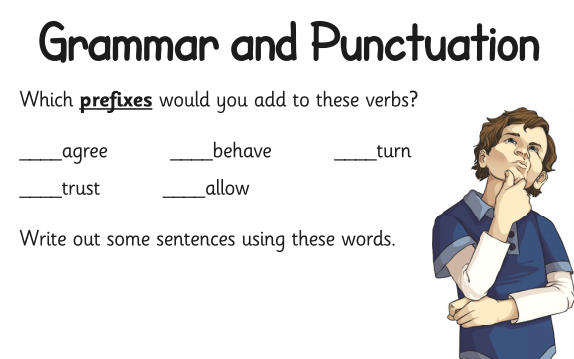 Grammar and Punctuation
Which prefixes would you add to these verbs?
____agree ____behave ____turn
____trust ____allow
Write out some sentences using these words.